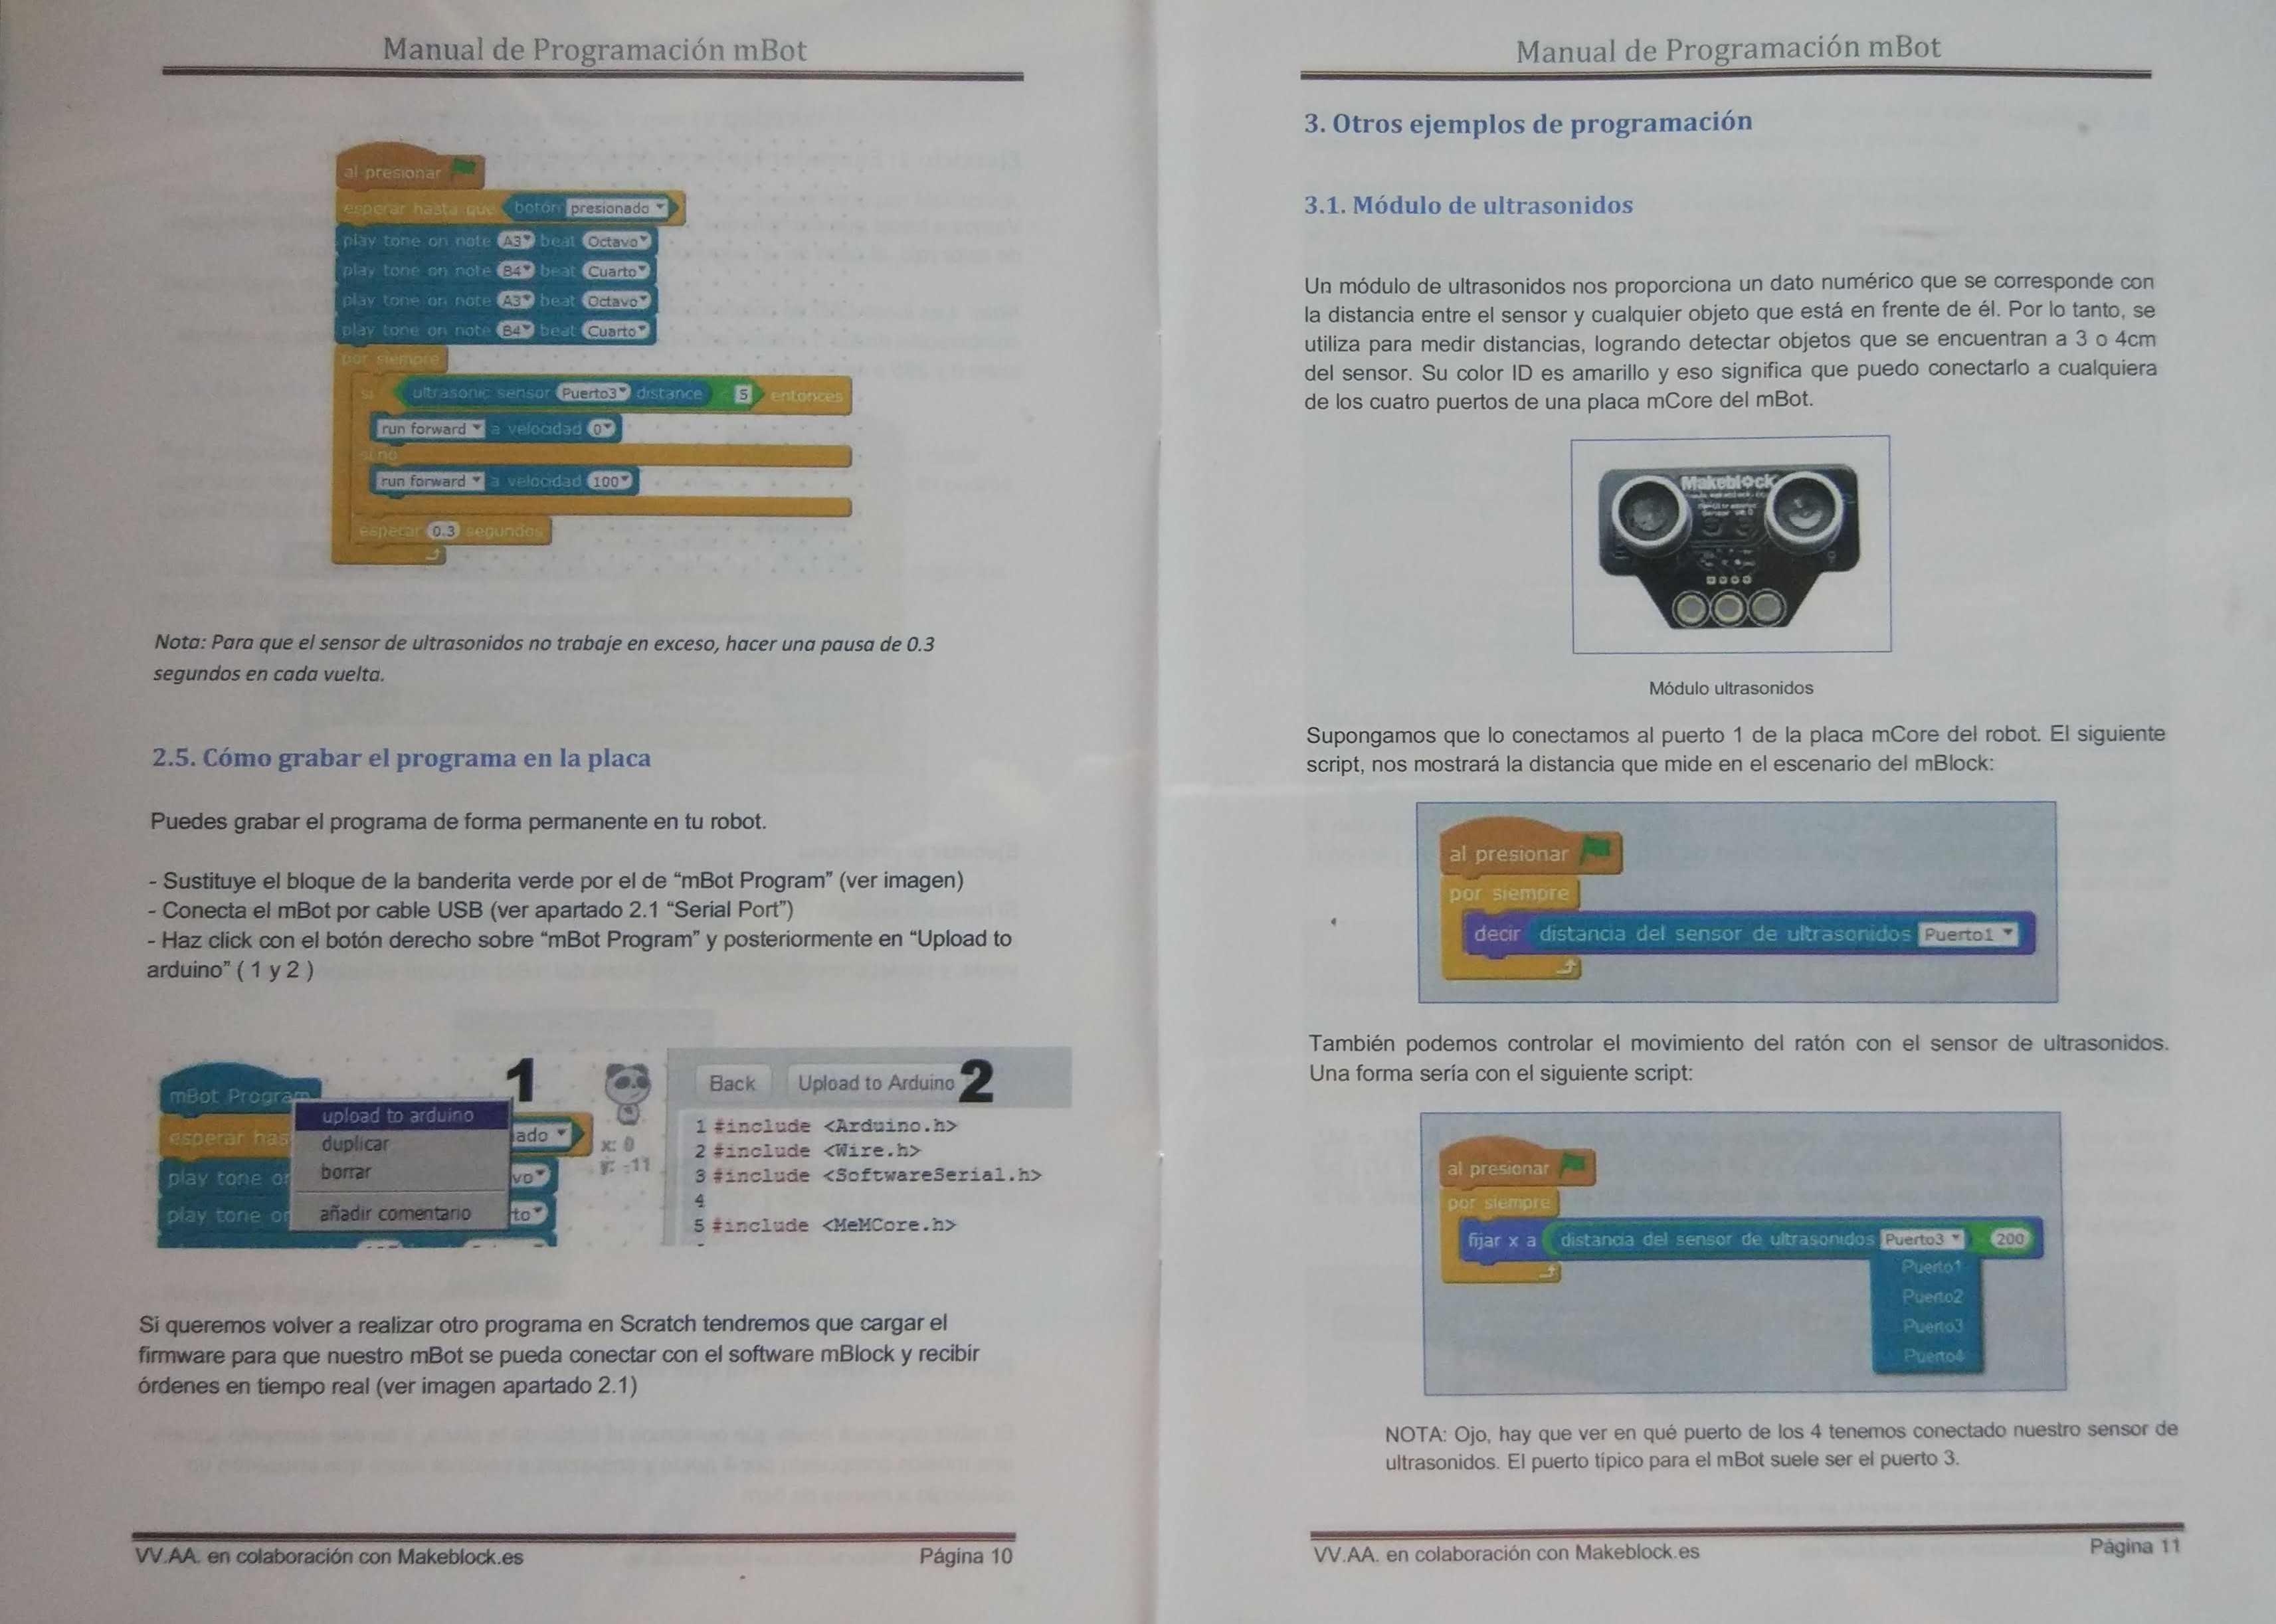 Manual de Programación mBot
al presionar
esperar hasta que botón presionado
play tone on note A3 beat Octavo
play tone on note B4 beat Cuarto
play tone on note A3 beat Octavo
play tone on note B4 beat Cuarto
por siempre
si ultrasonic sensor Puerto3 distance < 5 entonces
run forward a velocidad 0
si no
run forward a velocidad 100
esperar 0.3 segundos
Nota: Para que el sensor de ultrasonidos no trabaje en exceso, hacer una pausa de 0.3
segundos en cada vuelta.
2.5. Cómo grabar el programa en la placa
Puedes grabar el programa de forma permanente en tu robot.
- Sustituye el bloque de la banderita verde por el de “mBot Program” (ver imagen)
- Conecta el mBot por cable USB (ver apartado 2.1 “Serial Port”)
- Haz click con el botón derecho sobre “mBot Program” y posteriormente en “Upload to
arduino” ( 1 y 2 )
mBot Program
1
upload to arduino
esperar has
ado
duplicar
play tone or
borrar
vo
play tone or
añadir comentario
to
x: 0
y: -11
Back Upload to Arduino 2
1 #include <Arduino.h>
2 #include <Wire.h>
3 #include <SoftwareSerial.h>
4
5 #include <MeMCore.h>
Si queremos volver a realizar otro programa en Scratch tendremos que cargar el
firmware para que nuestro mBot se pueda conectar con el software mBlock y recibir
órdenes en tiempo real (ver imagen apartado 2.1)
VV.AA. en colaboración con Makeblock.es Página 10
Manual de Programación mBot
3. Otros ejemplos de programación
3.1. Módulo de ultrasonidos
Un módulo de ultrasonidos nos proporciona un dato numérico que se corresponde con
la distancia entre el sensor y cualquier objeto que está en frente de él. Por lo tanto, se
utiliza para medir distancias, logrando detectar objetos que se encuentran a 3 o 4cm
del sensor. Su color ID es amarillo y eso significa que puedo conectarlo a cualquiera
de los cuatro puertos de una placa mCore del mBot.
Makeblock
Módulo ultrasonidos
Supongamos que lo conectamos al puerto 1 de la placa mCore del robot. El siguiente
script, nos mostrará la distancia que mide en el escenario del mBlock:
al presionar
por siempre
decir distancia del sensor de ultrasonidos Puerto1
También podemos controlar el movimiento del ratón con el sensor de ultrasonidos.
Una forma sería con el siguiente script:
al presionar
por siempre
fijar x a distancia del sensor de ultrasonidos Puerto3 - 200
Puerto1
Puerto2
Puerto3
Puerto4
NOTA: Ojo, hay que ver en qué puerto de los 4 tenemos conectado nuestro sensor de
ultrasonidos. El puerto típico para el mBot suele ser el puerto 3.
VV.AA. en colaboración con Makeblock.es Página 11